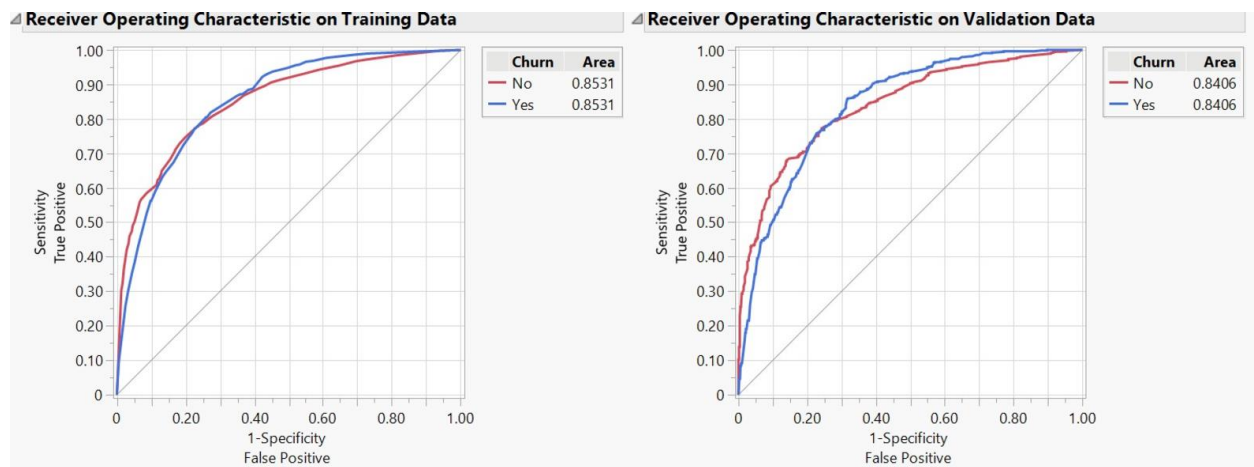 Receiver Operating Characteristic on Training Data
1.00
0.90
0.80
0.70
0.60
0.50
0.40
0.30
0.20
0.10
0
Sensitivity
True Positive
0 0.20 0.40 0.60 0.80 1.00
1-Specificity
False Positive
Churn Area
No 0.8531
Yes 0.8531
Receiver Operating Characteristic on Validation Data
1.00
0.90
0.80
0.70
0.60
0.50
0.40
0.30
0.20
0.10
0
Sensitivity
True Positive
0 0.20 0.40 0.60 0.80 1.00
1-Specificity
False Positive
Churn Area
No 0.8406
Yes 0.8406